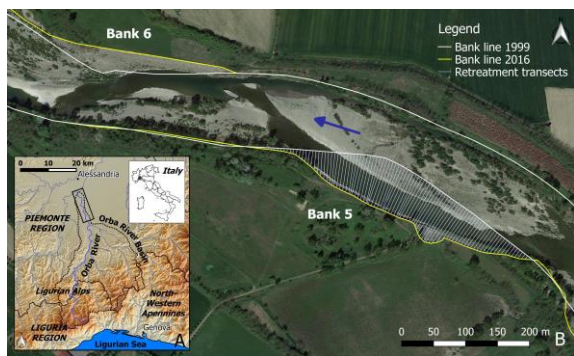 Bank 6
Legend
Bank line 1999
Bank line 2016
Retreatment transects
Bank 5
0 10 20 km
Alessandria
Italy
PIEMONTE
REGION
Orba River Basin
Orba River
Ligurian Alps
North-
Western
Apennines
LIGURIA
REGION
Genova
Ligurian Sea
A
0 50 100 150 200 m
B